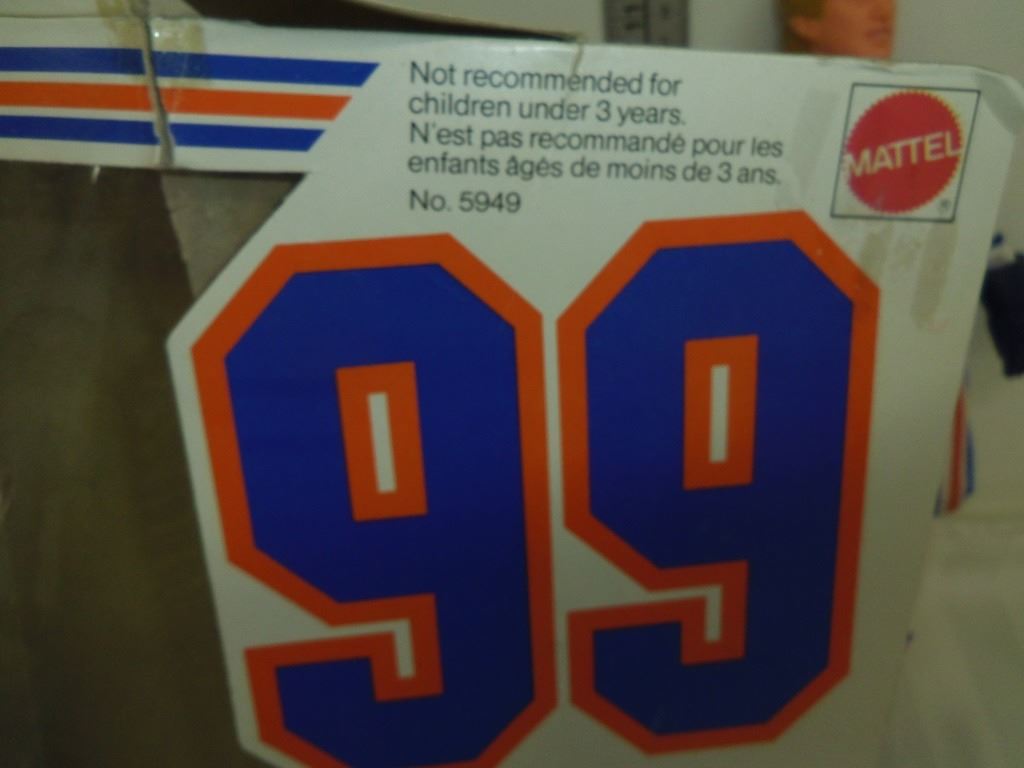 Not recommended for
children under 3 years.
N'est pas recommandé pour les
enfants âgés de moins de 3 ans.
No. 5949
MATTEL
®
99
11